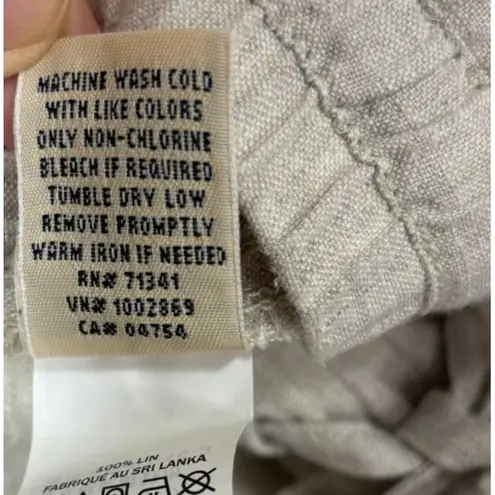 MACHINE WASH COLD
WITH LIKE COLORS
ONLY NON-CHLORINE
BLEACH IF REQUIRED
TUMBLE DRY LOW
REMOVE PROMPTLY
WARM IRON IF NEEDED
RN# 71341
VN# 1002869
CA# 04754
100% LIN
FABRIQUÉ AU SRI LANKA